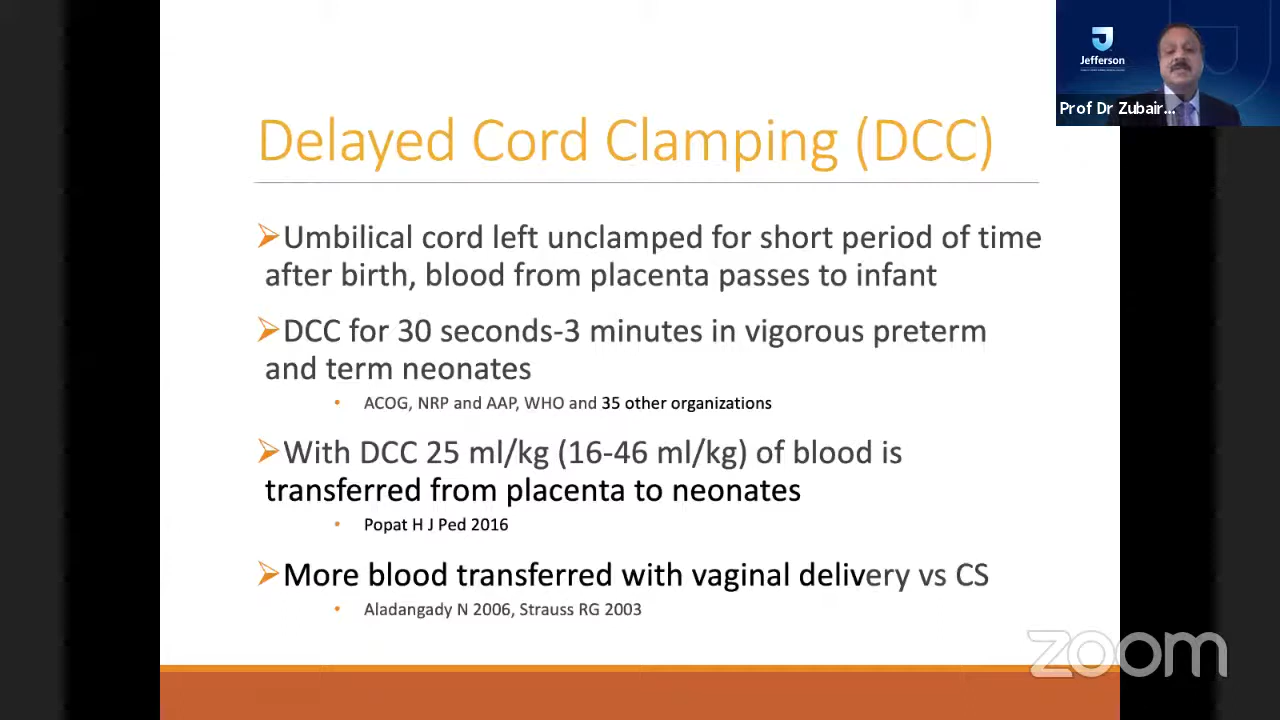 Jefferson
Prof Dr Zubair...
Delayed Cord Clamping (DCC)
Umbilical cord left unclamped for short period of time
after birth, blood from placenta passes to infant
DCC for 30 seconds-3 minutes in vigorous preterm
and term neonates
• ACOG, NRP and AAP, WHO and 35 other organizations
With DCC 25 ml/kg (16-46 ml/kg) of blood is
transferred from placenta to neonates
• Popat H J Ped 2016
More blood transferred with vaginal delivery vs CS
• Aladangady N 2006, Strauss RG 2003
zoom